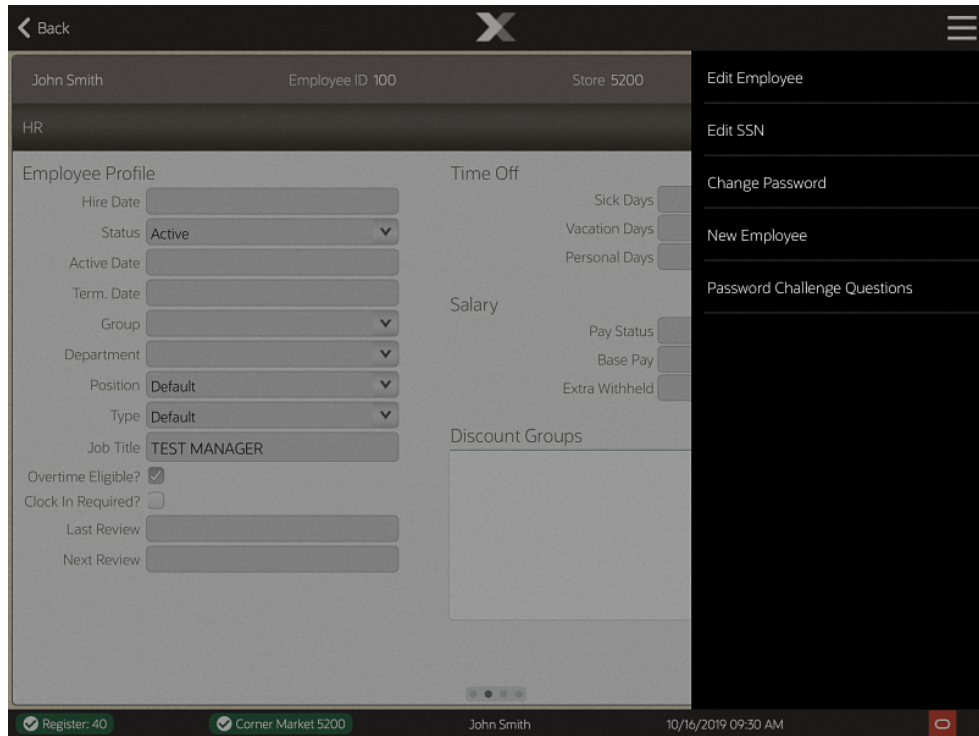 Back
John Smith Employee ID 100 Store 5200
HR
Employee Profile
Hire Date
Status Active
Active Date
Term. Date
Group
Department
Position Default
Type Default
Job Title TEST MANAGER
Overtime Eligible?
Clock In Required?
Last Review
Next Review
Time Off
Sick Days
Vacation Days
Personal Days
Salary
Pay Status
Base Pay
Extra Withheld
Discount Groups
Edit Employee
Edit SSN
Change Password
New Employee
Password Challenge Questions
Register: 40 Corner Market 5200 John Smith 10/16/2019 09:30 AM 0